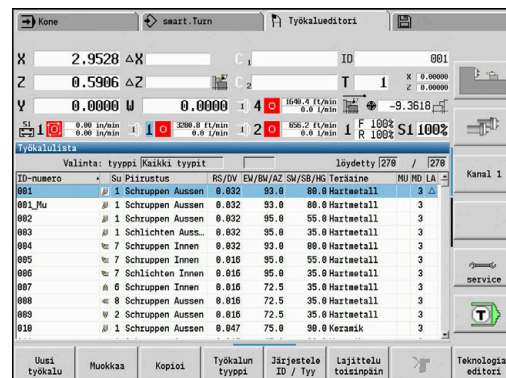 Kone smart.Turn Työkalueditori
X 2.9528 ΔX 1 ID 001
Z 0.5906 ΔZ 2 T 1 X 0.0000 Z 0.0000
Y 0.0000 W 0.0000 4 0 1640.4 ft/min 0.0 1/min -9.3618
S1 1 0.00 in/min 0.00 in/min 1 0 3280.8 ft/min 0.0 1/min 2 0 656.2 ft/min 0.0 1/min 1 F 100% R 100% S1 100%
Työkalulista
Valinta: tyyppi Kaikki tyypit löydetty 270 / 270
ID-numero Su Piirustus RS/DV EW/BW/AZ SW/SB/HG Teräaine MU MD LA
001 1 Schruppen Aussen 0.032 93.0 80.0 Hartmetall 3 Δ
001_Mu 1 Schruppen Aussen 0.032 93.0 80.0 Hartmetall 3
002 1 Schruppen Aussen 0.032 95.0 55.0 Hartmetall 3
003 1 Schlichten Auss... 0.032 95.0 35.0 Hartmetall 3
004 7 Schruppen Innen 0.032 93.0 80.0 Hartmetall 3
005 7 Schruppen Innen 0.016 95.0 55.0 Hartmetall 3
006 7 Schlichten Innen 0.016 95.0 35.0 Hartmetall 3
007 6 Schruppen Innen 0.016 72.5 35.0 Hartmetall 3
008 8 Schruppen Aussen 0.016 72.5 35.0 Hartmetall 3
009 2 Schruppen Aussen 0.016 72.5 35.0 Hartmetall 3
010 1 Schruppen Aussen 0.047 75.0 90.0 Keramik 3
Kanal 1
service
T
Uusi työkalu
Muokkaa
Kopioi
Työkalun tyyppi
Järjestele ID / Tyy
Lajittelu toisinpäin
Teknologia editori